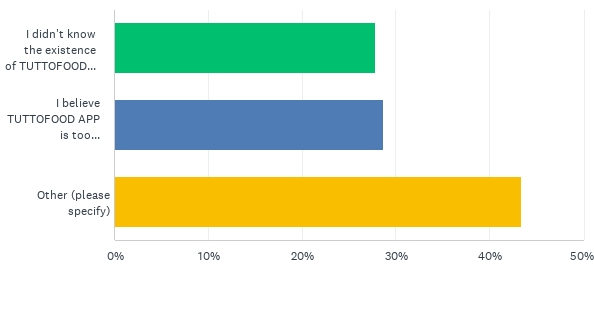 I didn't know
the existence
of TUTTOFOOD...
I believe
TUTTOFOOD APP
is too...
Other (please
specify)
0%
10%
20%
30%
40%
50%